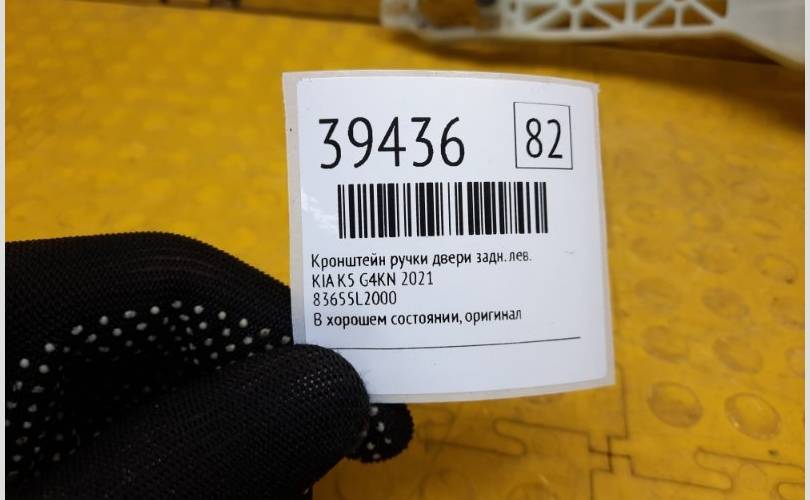 39436
82
Кронштейн ручки двери задн. лев.
KIA K5 G4KN 2021
83655L2000
В хорошем состоянии, оригинал